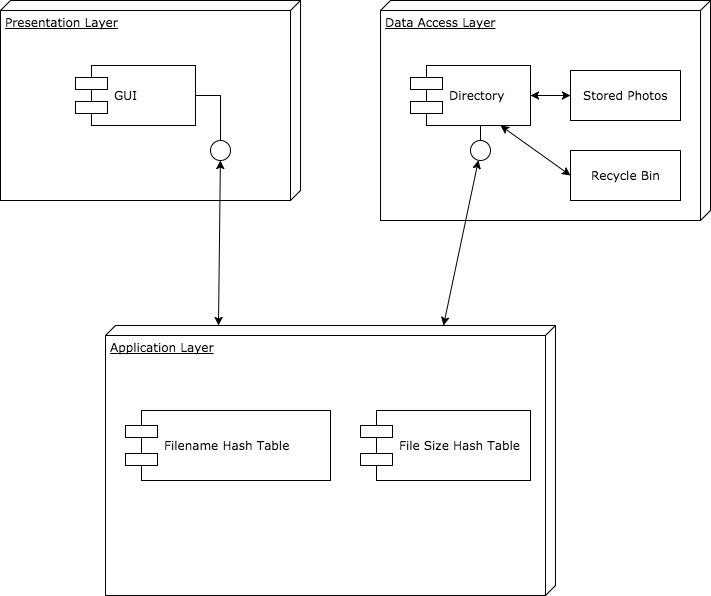 Presentation Layer
GUI
Data Access Layer
Directory
Stored Photos
Recycle Bin
Application Layer
Filename Hash Table
File Size Hash Table